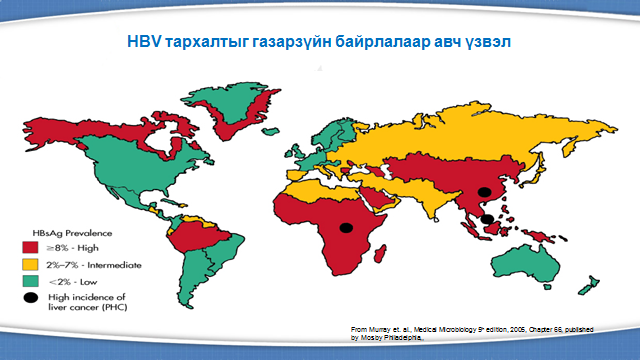 HBV тархалтыг газарзүйн байрлалаар авч үзвэл
HBsAg Prevalence
≥8% - High
2%–7% - Intermediate
<2% - Low
High incidence of
liver cancer (PHC)
From Murray et. al., Medical Microbiology 5ᵗʰ edition, 2005, Chapter 66, published
by Mosby Philadelphia,,